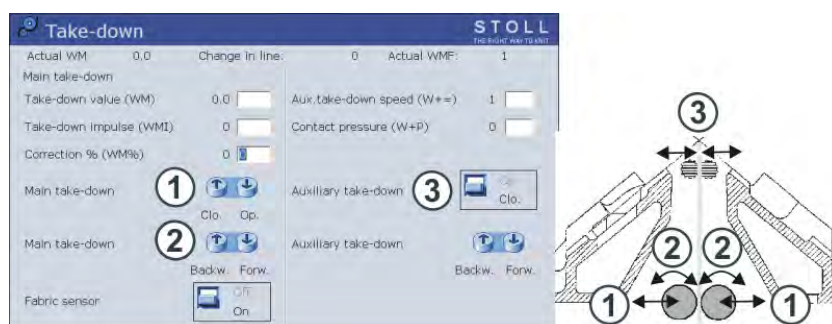 Take-down
STOLL
THE RIGHT WAY TO KNIT
Actual WM 0.0 Change in line: 0 Actual WMF: 1
Main take-down
Take-down value (WM) 0.0 Aux.take-down speed (W+=) 1
Take-down Impulse (WMI) 0 Contact pressure (W+P) 0
Correction % (WM%) 0 0
Main take-down 1 Auxiliary take-down 3 Clo.
Clo. Op.
Main take-down 2 Auxiliary take-down
Backw. Forw. Backw. Forw.
Fabric sensor Off
On
3
2 2
1 1